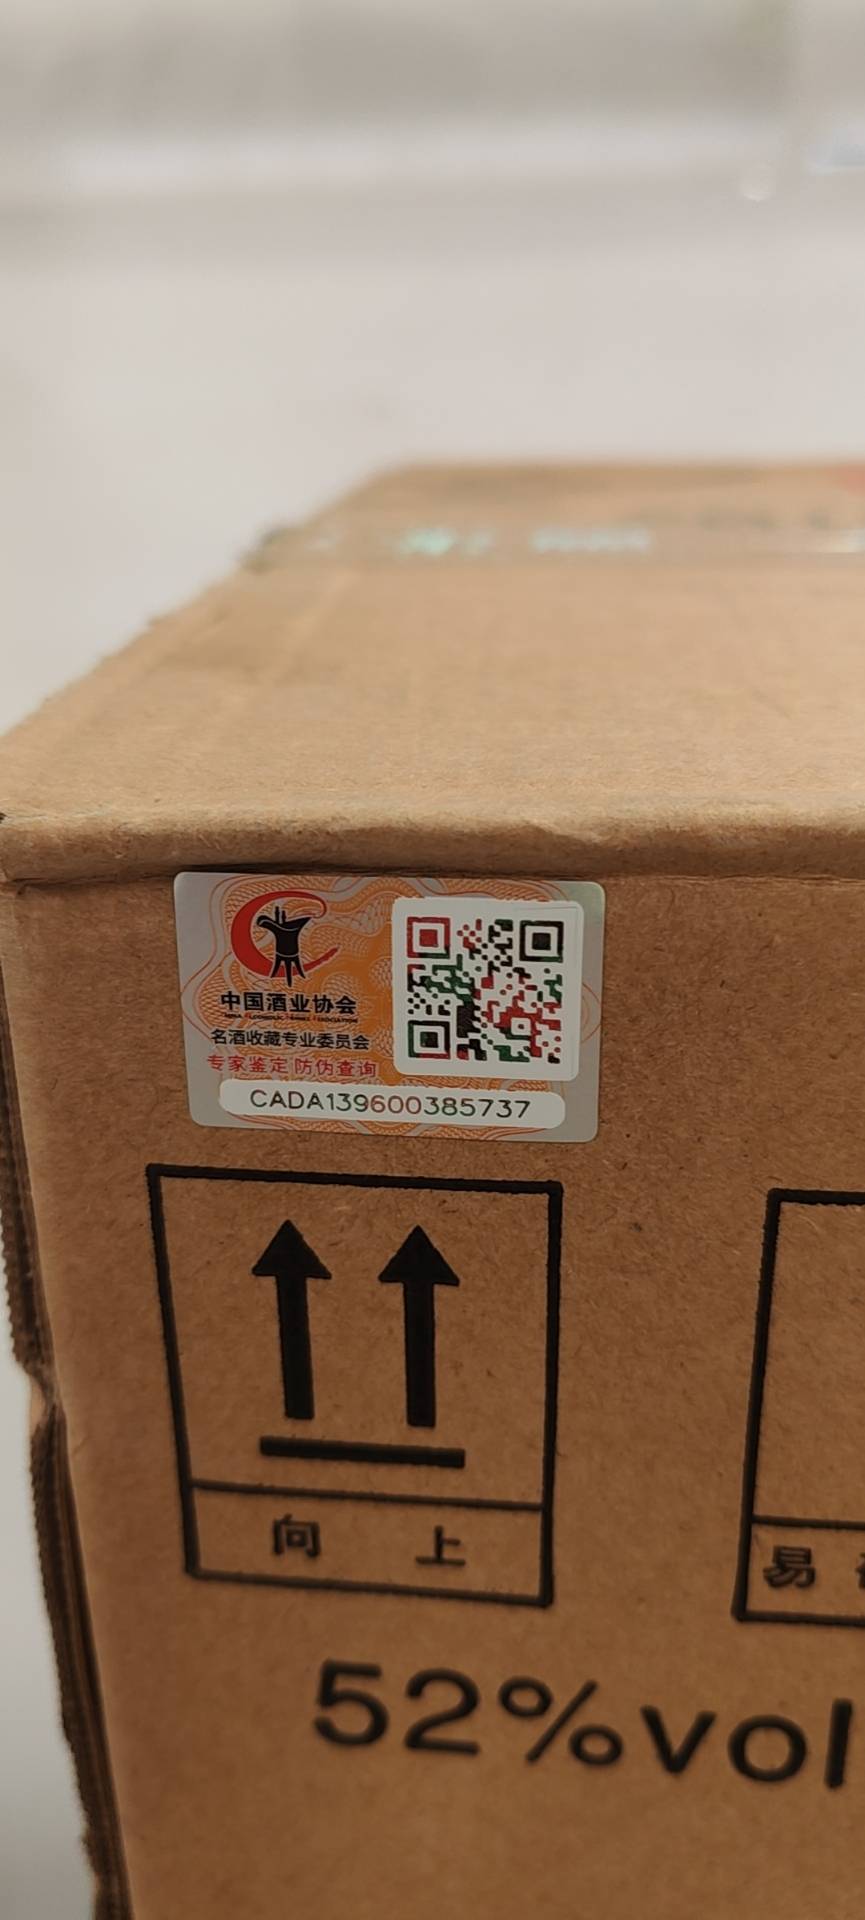 中国酒业协会
名酒收藏专业委员会
专家鉴定 防伪查询
CADA139600385737
向 上
易
52%vol